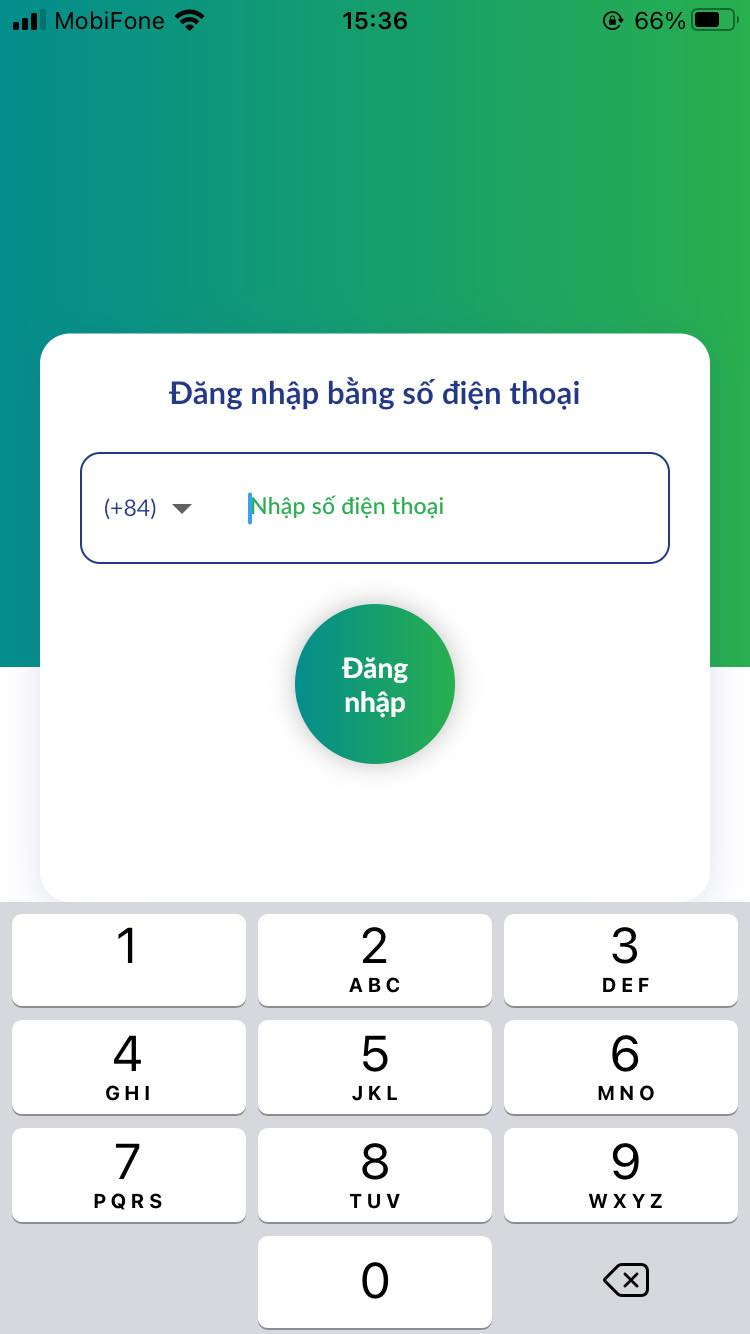 MobiFone 15:36 66%
Đăng nhập bằng số điện thoại
(+84) Nhập số điện thoại
Đăng
nhập
1 2 3
ABC DEF
4 5 6
GHI JKL MNO
7 8 9
PQRS TUV WXYZ
0